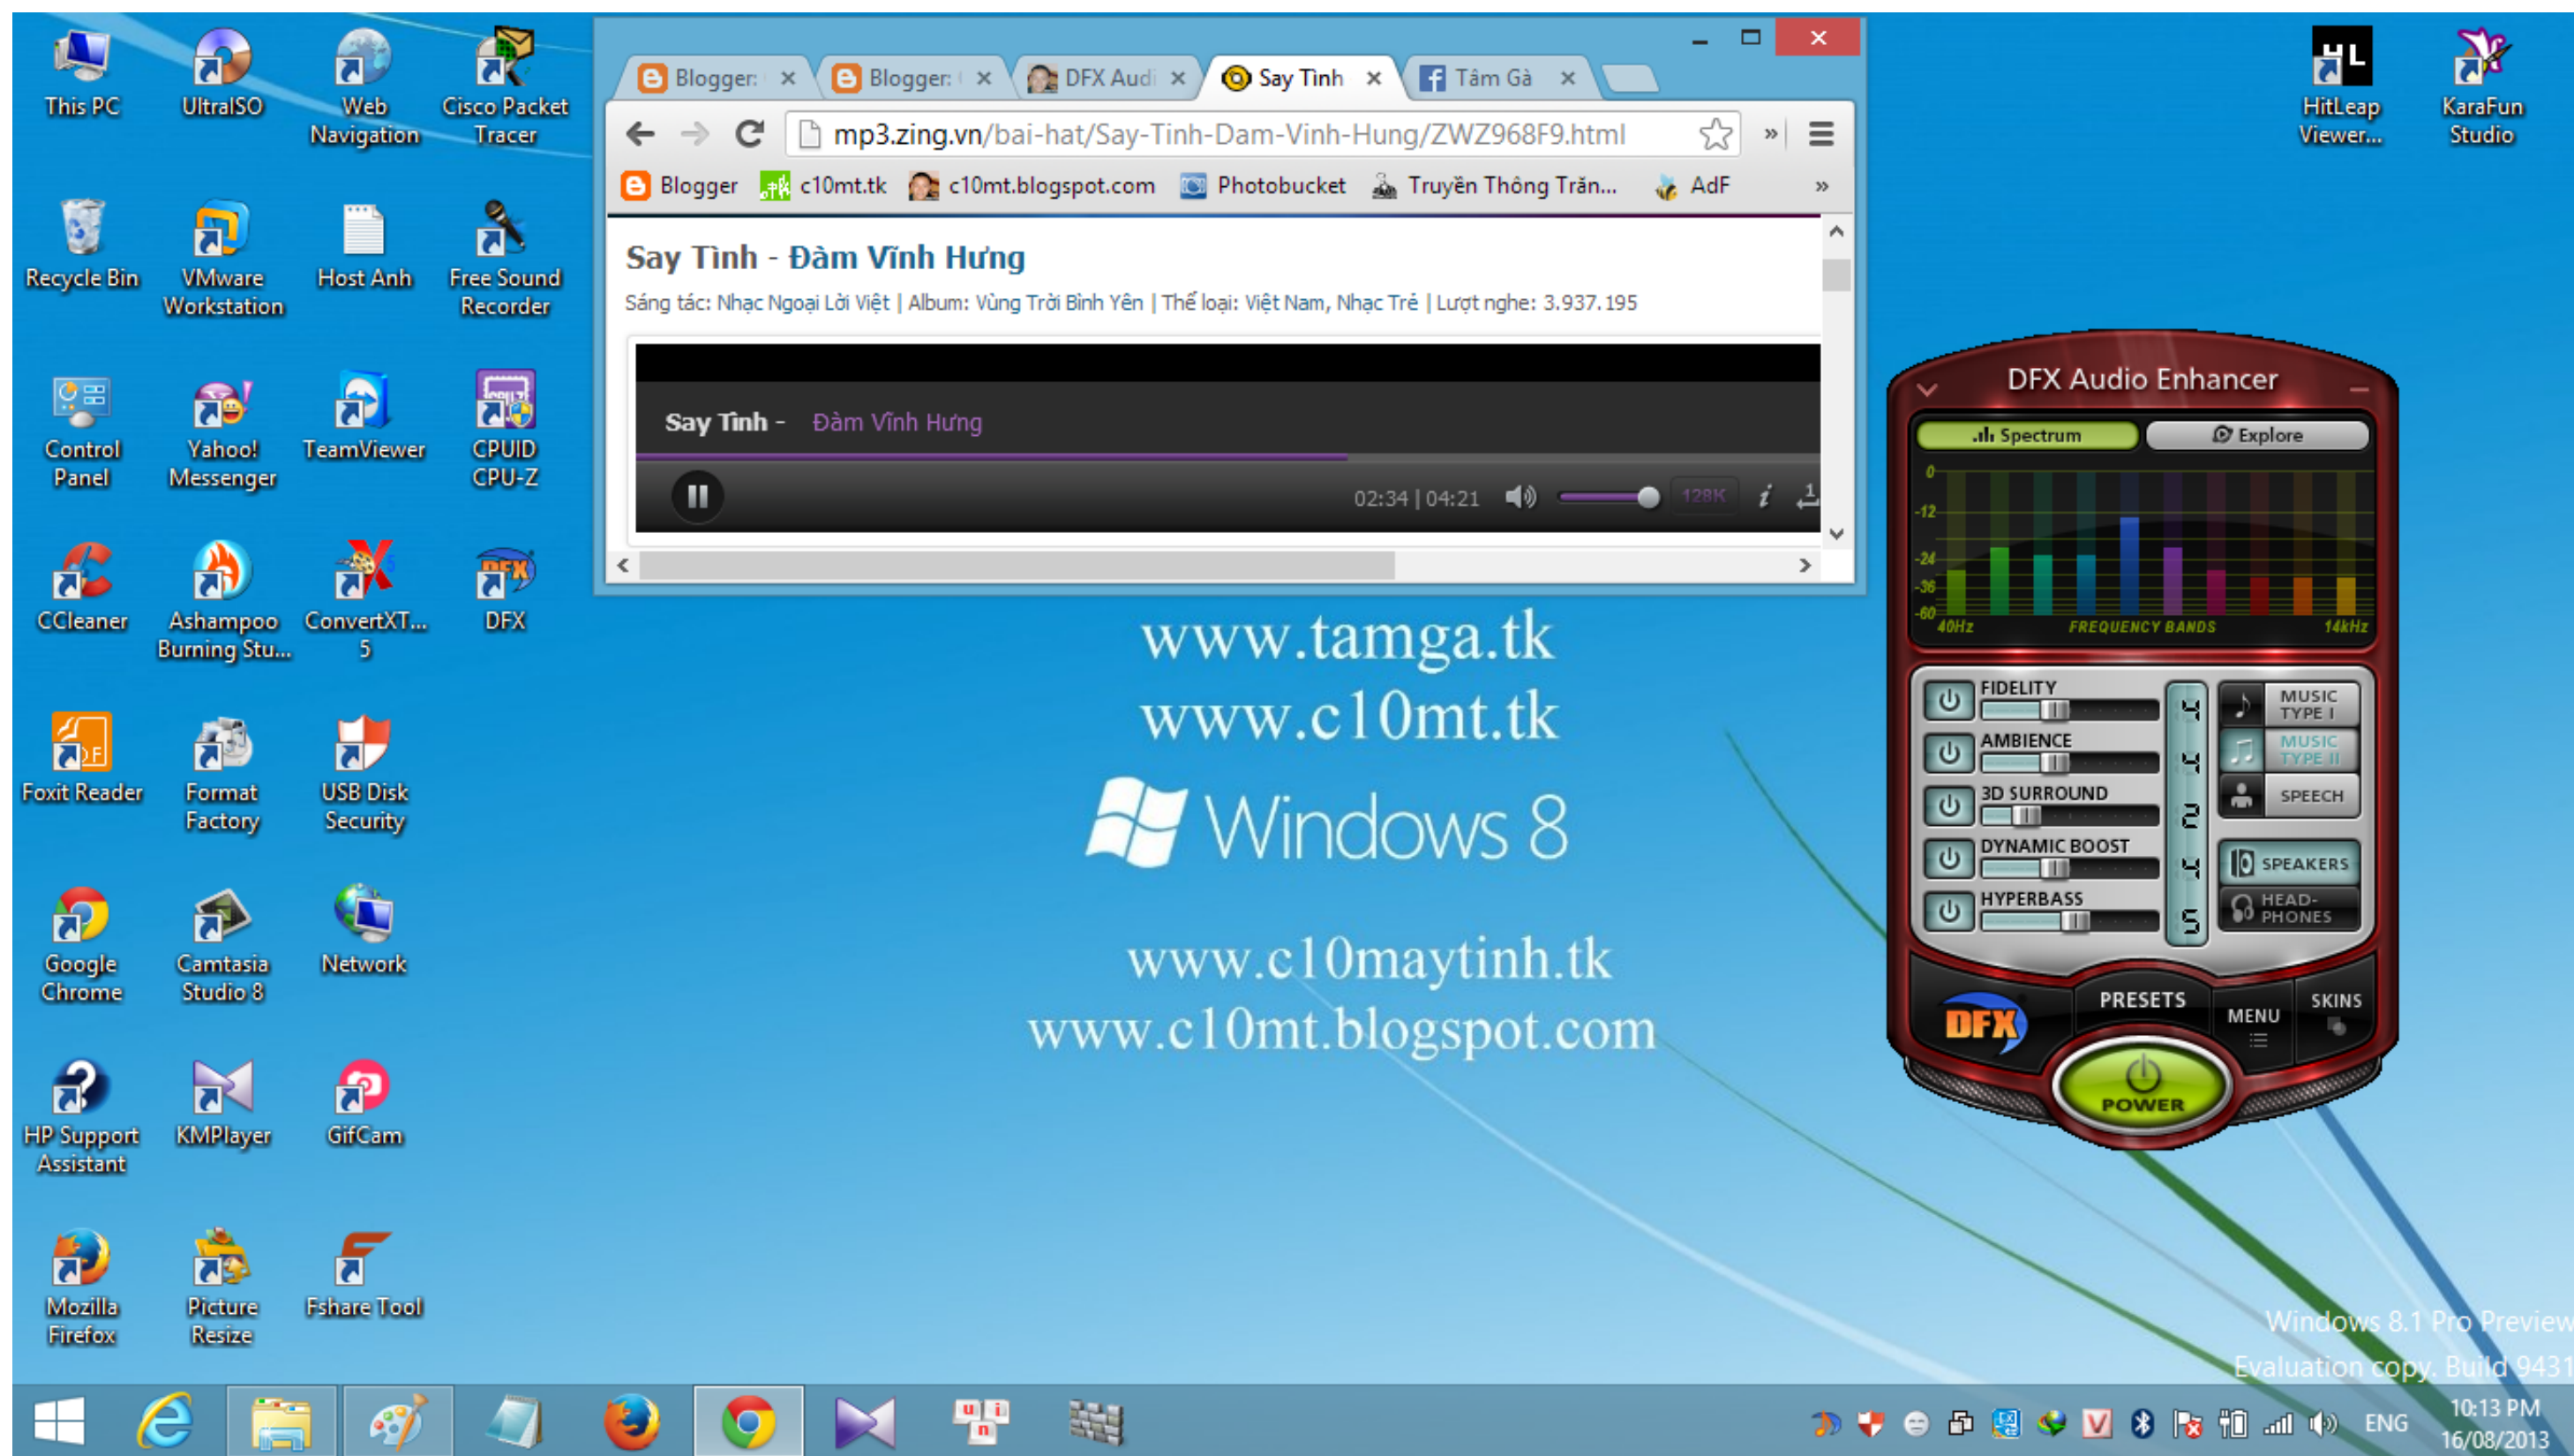 This PC
UltraISO
Web
Navigation
Cisco Packet
Tracer
Recycle Bin
VMware
Workstation
Host Anh
Free Sound
Recorder
Control
Panel
Yahoo!
Messenger
TeamViewer
CPUID
CPU-Z
CCleaner
Ashampoo
Burning Stu...
ConvertXT...
5
DFX
Foxit Reader
Format
Factory
USB Disk
Security
Google
Chrome
Camtasia
Studio 8
Network
HP Support
Assistant
KMPlayer
GifCam
Mozilla
Firefox
Picture
Resize
Fshare Tool
Blogger:
Blogger:
DFX Audi
Say Tình
Tâm Gà
mp3.zing.vn/bai-hat/Say-Tinh-Dam-Vinh-Hung/ZWZ968F9.html
Blogger c10mt.tk c10mt.blogspot.com Photobucket Truyền Thông Trăn... AdF
Say Tình - Đàm Vĩnh Hưng
Sáng tác: Nhạc Ngoại Lời Việt | Album: Vùng Trời Bình Yên | Thể loại: Việt Nam, Nhạc Trẻ | Lượt nghe: 3.937.195
Say Tình - Đàm Vĩnh Hưng
02:34 | 04:21 128K i 1
www.tamga.tk
www.c10mt.tk
Windows 8
www.c10maytinh.tk
www.c10mt.blogspot.com
HL
HitLeap
Viewer...
KaraFun
Studio
DFX Audio Enhancer
Spectrum
Explore
0
-12
-24
-36
-60
40Hz FREQUENCY BANDS 14kHz
FIDELITY 4
AMBIENCE 4
3D SURROUND 2
DYNAMIC BOOST 4
HYPERBASS 5
MUSIC
TYPE I
MUSIC
TYPE II
SPEECH
SPEAKERS
HEAD-
PHONES
DFX
PRESETS
MENU
SKINS
POWER
Windows 8.1 Pro Preview
Evaluation copy. Build 9431
ENG
10:13 PM
16/08/2013